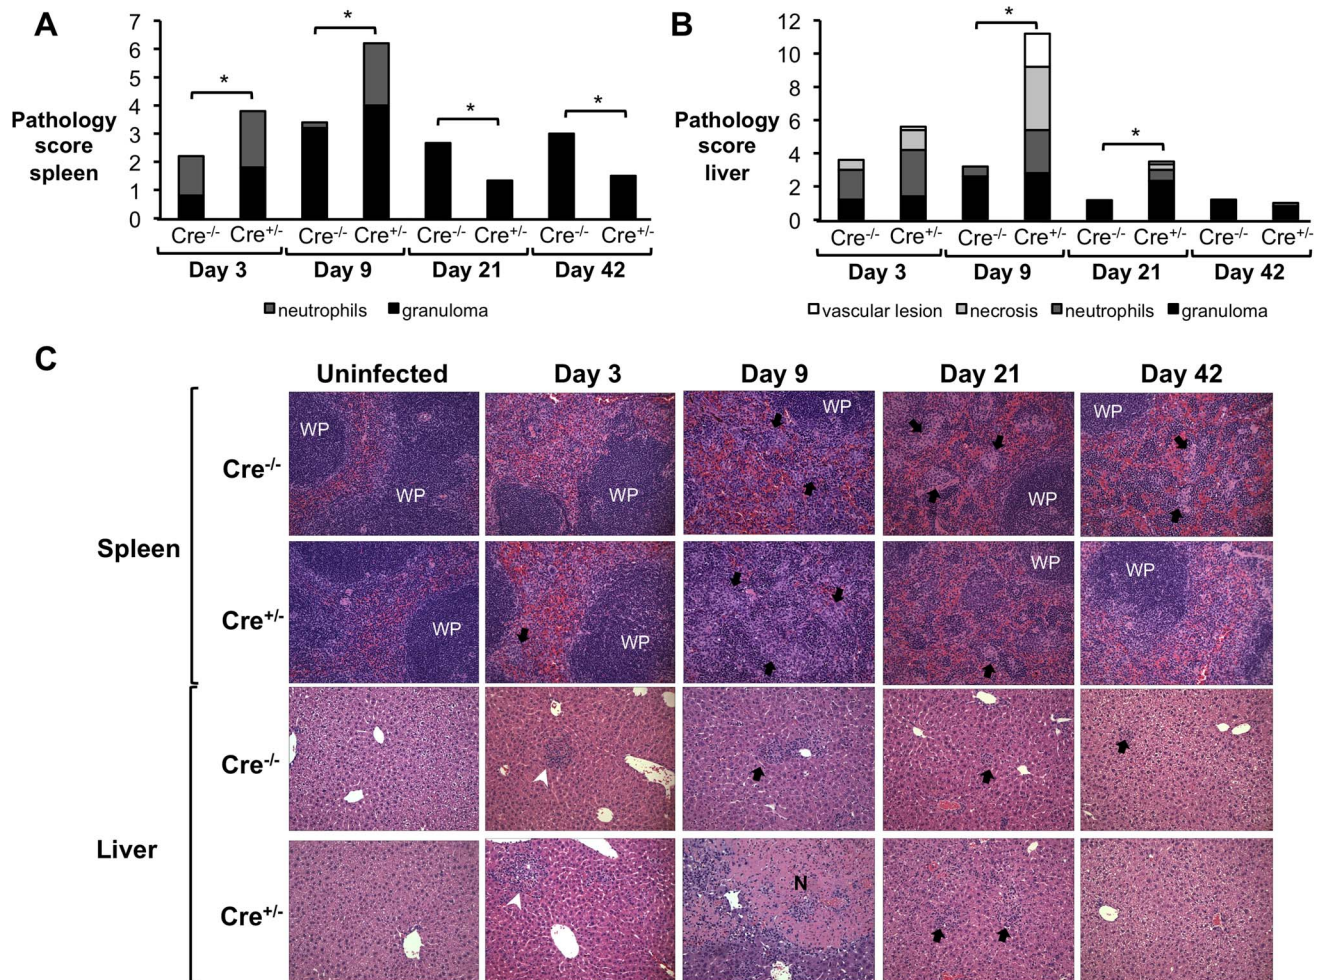 A
Pathology
score
spleen
7
6
5
4
3
2
1
0
*
*
*
*
Cre-/- Cre+/- Cre-/- Cre+/- Cre-/- Cre+/- Cre-/- Cre+/-
Day 3 Day 9 Day 21 Day 42
neutrophils granuloma
B
Pathology
score
liver
12
10
8
6
4
2
0
*
*
Cre-/- Cre+/- Cre-/- Cre+/- Cre-/- Cre+/- Cre-/- Cre+/-
Day 3 Day 9 Day 21 Day 42
vascular lesion necrosis neutrophils granuloma
C
Uninfected Day 3 Day 9 Day 21 Day 42
Spleen
Cre-/-
WP
WP
WP
WP
WP
WP
Cre+/-
WP
WP
WP
WP
Liver
Cre-/-
Cre+/-
N